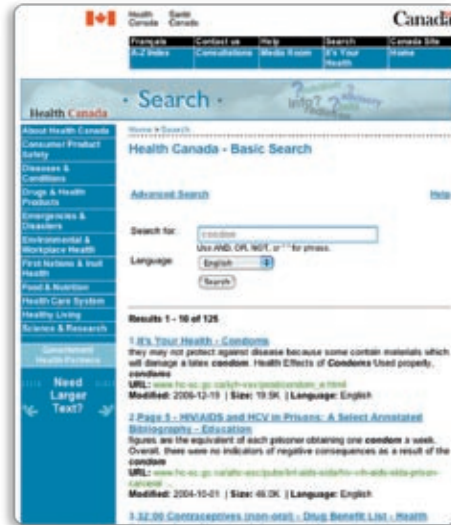 Health Canada Santé Canada
Canada
Français Contact us Help Search Canada Site
A-Z Index Consultations Media Room It's Your Health Home
Health Canada
• Search •
info?
About Health Canada
Consumer Product Safety
Diseases & Conditions
Drugs & Health Products
Emergencies & Disasters
Environmental & Workplace Health
First Nations & Inuit Health
Food & Nutrition
Health Care System
Healthy Living
Science & Research
Government Health Partners
Need Larger Text?
Home > Search
Health Canada - Basic Search
Advanced Search Help
Search for: condom
Use AND, OR, NOT, or " " for phrase.
Language: English
Search
Results 1 - 10 of 125
1.It's Your Health - Condoms
they may not protect against disease because some contain materials which
will damage a latex condom. Health Effects of Condoms Used properly,
condoms
URL:
Modified: 2006-12-19 | Size: 19.5K | Language: English
2.Page 5 - HIV/AIDS and HCV in Prisons: A Select Annotated
Bibliography - Education
figures are the equivalent of each prisoner obtaining one condom a week.
Overall, there were no indicators of negative consequences as a result of the
condom
URL:
Modified: 2004-10-01 | Size: 46.0K | Language: English
3.32:00 Contraceptives (non-oral) - Drug Benefit List - Health